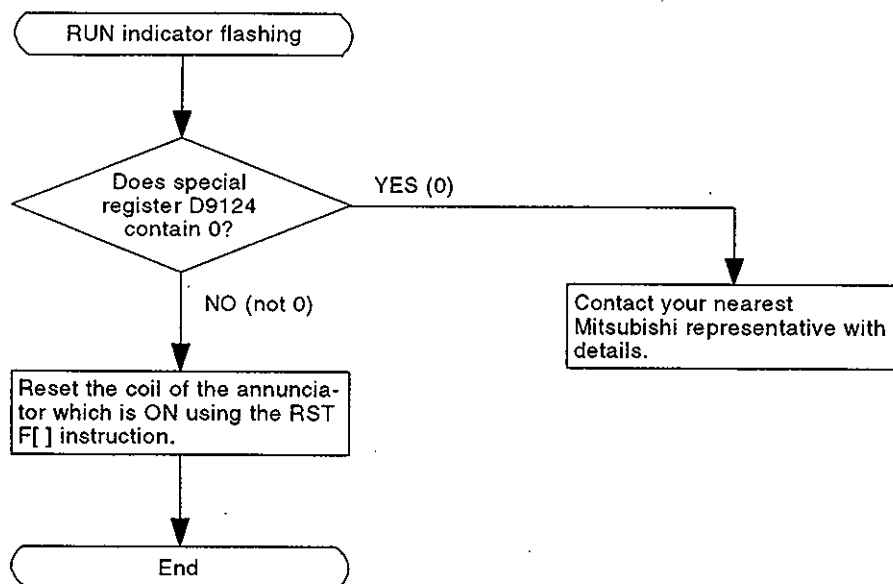 RUN indicator flashing
Does special
register D9124
contain 0?
YES (0)
NO (not 0)
Contact your nearest
Mitsubishi representative with
details.
Reset the coil of the annuncia-
tor which is ON using the RST
F[ ] instruction.
End